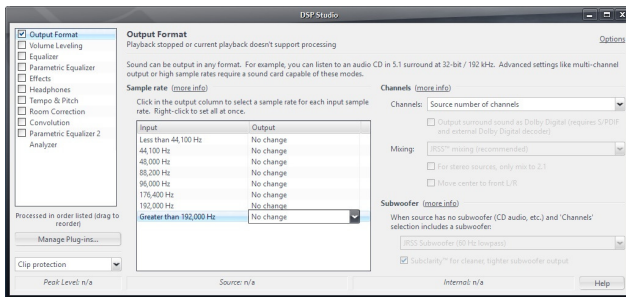 DSP Studio
Output Format
Volume Leveling
Equalizer
Parametric Equalizer
Effects
Headphones
Tempo & Pitch
Room Correction
Convolution
Parametric Equalizer 2
Analyzer
Processed in order listed (drag to
reorder)
Manage Plug-ins...
Clip protection
Peak Level: n/a
Output Format
Playback stopped or current playback doesn't support processing
Options
Sound can be output in any format. For example, you can listen to an audio CD in 5.1 surround at 32-bit / 192 kHz. Advanced settings like multi-channel
output or high sample rates require a sound card capable of these modes.
Sample rate (more info)
Click in the output column to select a sample rate for each input sample
rate. Right-click to set all at once.
Input Output
Less than 44,100 Hz No change
44,100 Hz No change
48,000 Hz No change
88,200 Hz No change
96,000 Hz No change
176,400 Hz No change
192,000 Hz No change
Greater than 192,000 Hz No change
Channels (more info)
Channels: Source number of channels
Output surround sound as Dolby Digital (requires S/PDIF
and external Dolby Digital decoder)
Mixing: JRSS™ mixing (recommended)
For stereo sources, only mix to 2.1
Move center to front L/R
Subwoofer (more info)
When source has no subwoofer (CD audio, etc.) and 'Channels'
selection includes a subwoofer:
JRSS Subwoofer (80 Hz lowpass)
Subclarity™ for cleaner, tighter subwoofer output
Source: n/a
Internal: n/a
Help